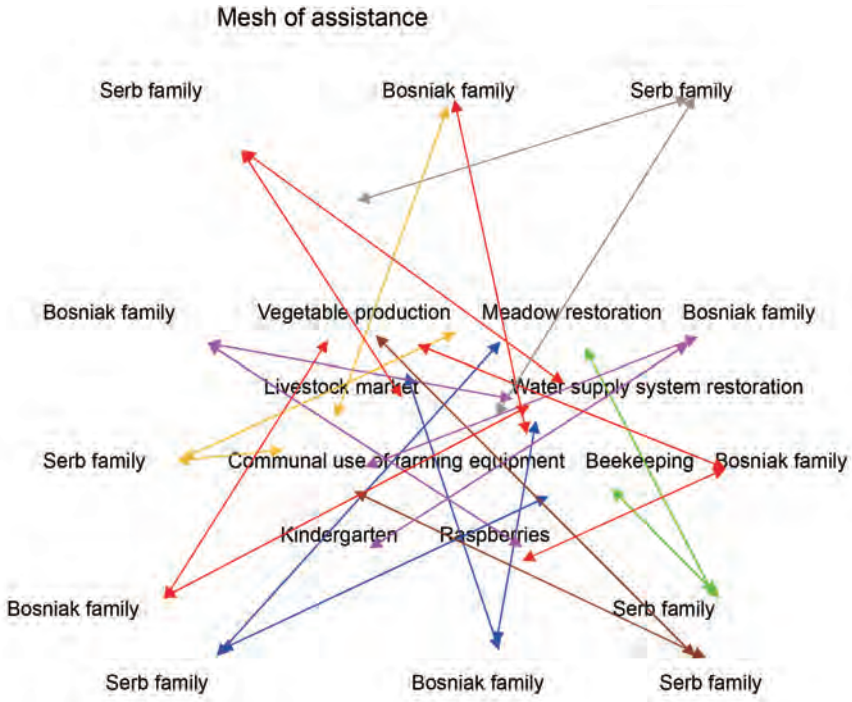 Mesh of assistance
Serb family Bosniak family Serb family
Bosniak family Vegetable production Meadow restoration Bosniak family
Livestock market Water supply system restoration
Serb family Communal use of farming equipment Beekeeping Bosniak family
Kindergarten Raspberries
Bosniak family Serb family
Serb family Bosniak family Serb family